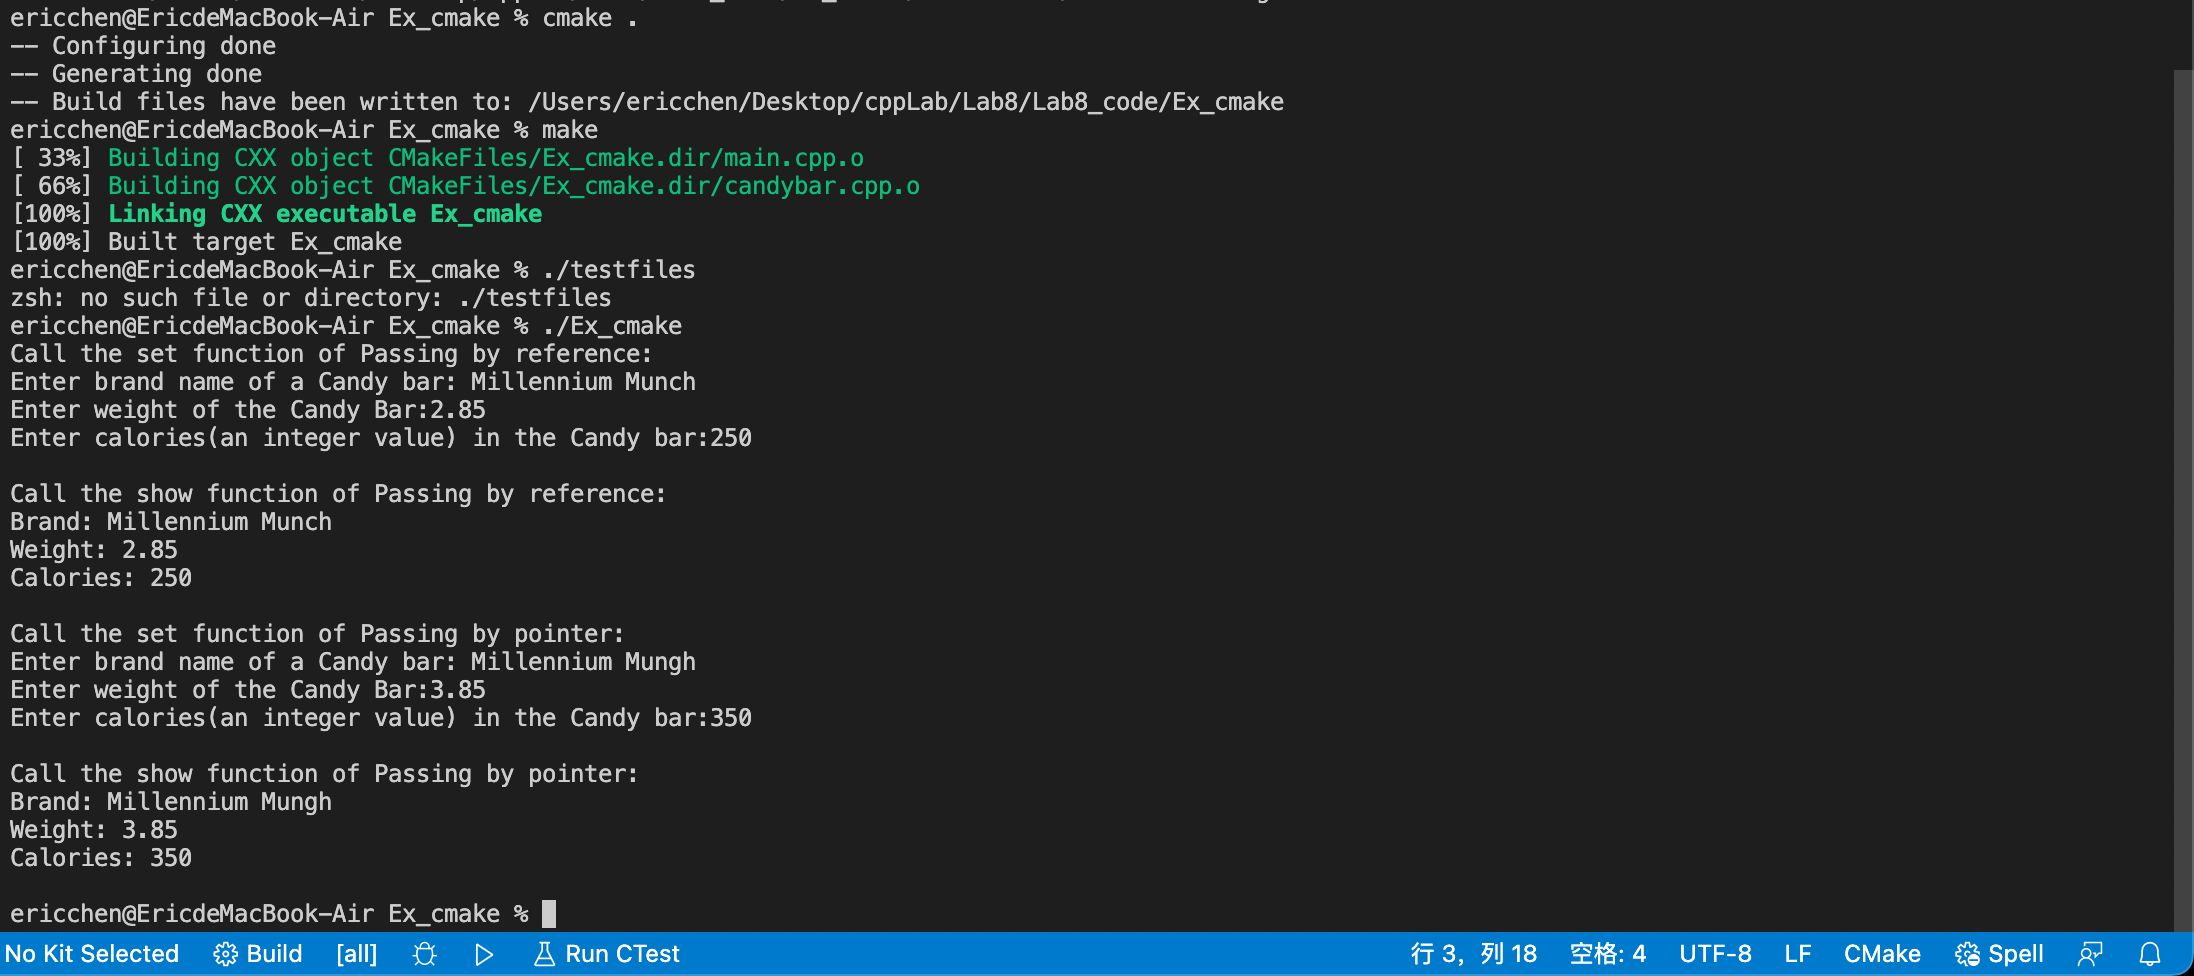 ericchen@EricdeMacBook-Air Ex_cmake % cmake .
-- Configuring done
-- Generating done
-- Build files have been written to: /Users/ericchen/Desktop/cppLab/Lab8/Lab8_code/Ex_cmake
ericchen@EricdeMacBook-Air Ex_cmake % make
[ 33%] Building CXX object CMakeFiles/Ex_cmake.dir/main.cpp.o
[ 66%] Building CXX object CMakeFiles/Ex_cmake.dir/candybar.cpp.o
[100%] Linking CXX executable Ex_cmake
[100%] Built target Ex_cmake
ericchen@EricdeMacBook-Air Ex_cmake % ./testfiles
zsh: no such file or directory: ./testfiles
ericchen@EricdeMacBook-Air Ex_cmake % ./Ex_cmake
Call the set function of Passing by reference:
Enter brand name of a Candy bar: Millennium Munch
Enter weight of the Candy Bar:2.85
Enter calories(an integer value) in the Candy bar:250
Call the show function of Passing by reference:
Brand: Millennium Munch
Weight: 2.85
Calories: 250
Call the set function of Passing by pointer:
Enter brand name of a Candy bar: Millennium Mungh
Enter weight of the Candy Bar:3.85
Enter calories(an integer value) in the Candy bar:350
Call the show function of Passing by pointer:
Brand: Millennium Mungh
Weight: 3.85
Calories: 350
ericchen@EricdeMacBook-Air Ex_cmake %
No Kit Selected Build [all] Run CTest 行 3，列 18 空格: 4 UTF-8 LF CMake Spell